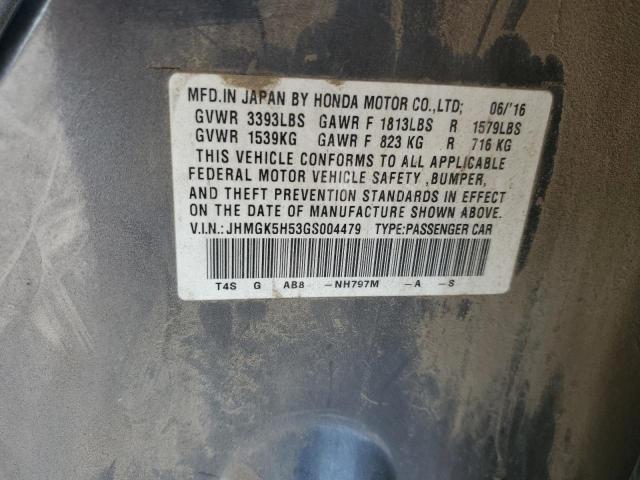 MFD.IN JAPAN BY HONDA MOTOR CO.,LTD; 06/'16
GVWR 3393LBS GAWR F 1813LBS R 1579LBS
GVWR 1539KG GAWR F 823 KG R 716 KG
THIS VEHICLE CONFORMS TO ALL APPLICABLE
FEDERAL MOTOR VEHICLE SAFETY ,BUMPER,
AND THEFT PREVENTION STANDARDS IN EFFECT
ON THE DATE OF MANUFACTURE SHOWN ABOVE.
V.I.N.:JHMGK5H53GS004479 TYPE:PASSENGER CAR
T4S G AB8 -NH797M -A -S